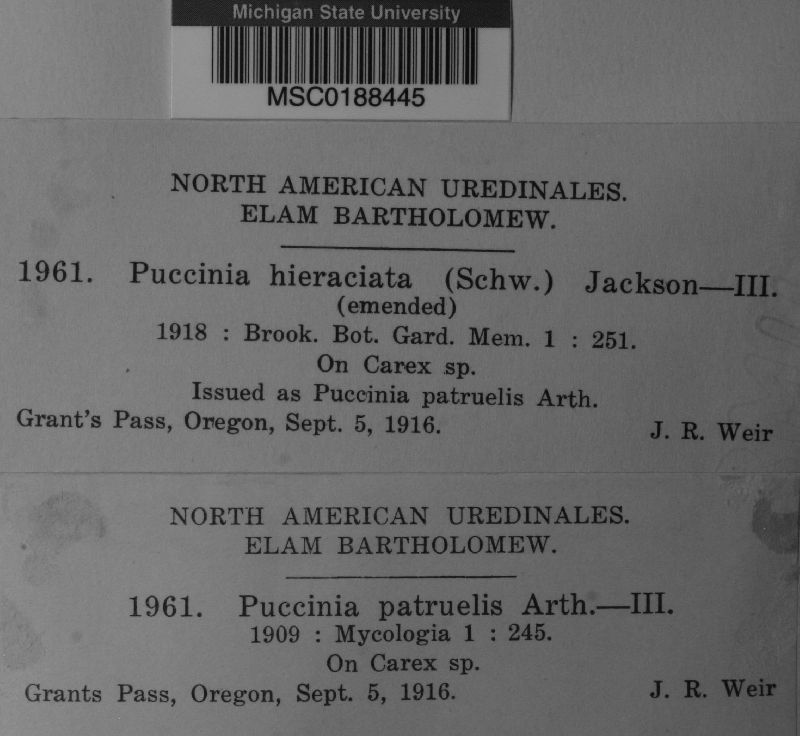 Michigan State University
MSC0188445
NORTH AMERICAN UREDINALES.
ELAM BARTHOLOMEW.
1961. Puccinia hieraciata (Schw.) Jackson—III.
(emended)
1918 : Brook. Bot. Gard. Mem. 1 : 251.
On Carex sp.
Issued as Puccinia patruelis Arth.
Grant's Pass, Oregon, Sept. 5, 1916. J. R. Weir
NORTH AMERICAN UREDINALES.
ELAM BARTHOLOMEW.
1961. Puccinia patruelis Arth.—III.
1909 : Mycologia 1 : 245.
On Carex sp.
Grants Pass, Oregon, Sept. 5, 1916. J. R. Weir